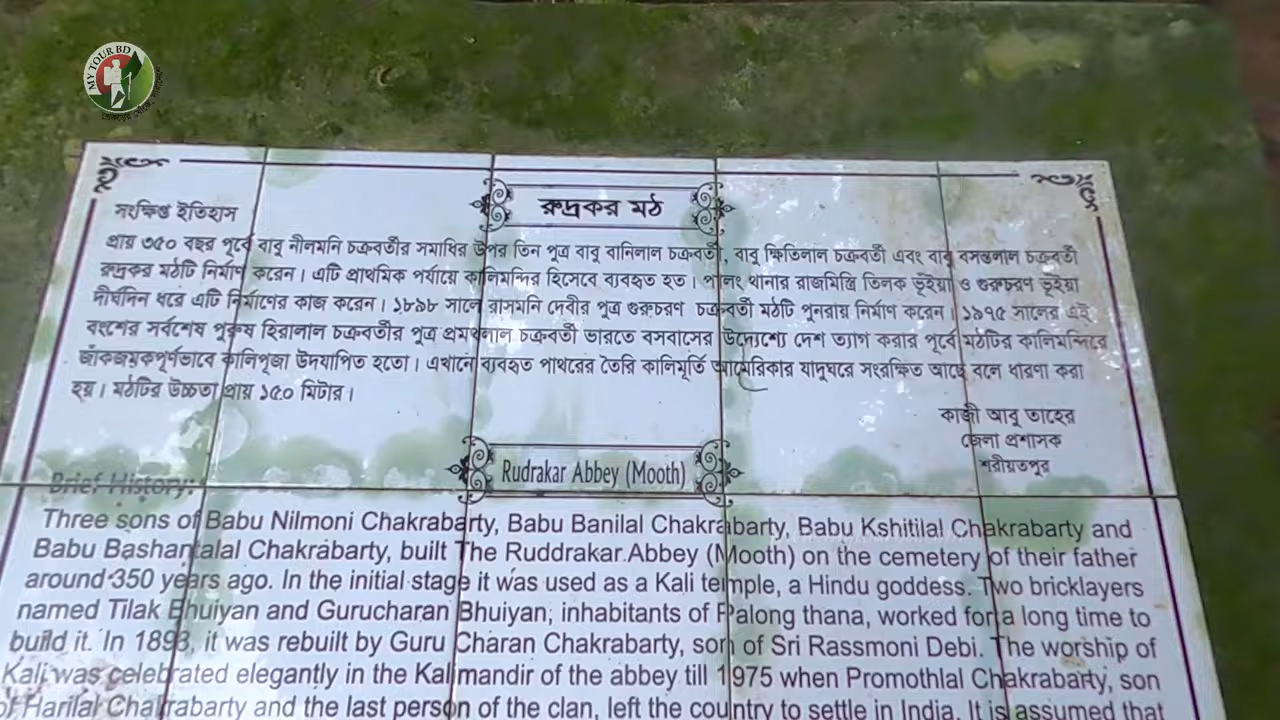 MY TOUR BD
রুদ্রকর মঠ
সংক্ষিপ্ত ইতিহাস
প্রায় ৩৫০ বছর পূর্বে বাবু নীলমনি চক্রবর্তীর সমাধির উপর তিন পুত্র বাবু বানিলাল চক্রবর্তী, বাবু ক্ষিতিলাল চক্রবর্তী এবং বাবু বসন্তলাল চক্রবর্তী
রুদ্রকর মঠটি নির্মাণ করেন। এটি প্রাথমিক পর্যায়ে কালিমন্দির হিসেবে ব্যবহৃত হত। পালং থানার রাজমিস্ত্রি তিলক ভূঁইয়া ও গুরুচরণ ভূঁইয়া
দীর্ঘদিন ধরে এটি নির্মাণের কাজ করেন। ১৮৯৮ সালে রাসমনি দেবীর পুত্র গুরুচরণ চক্রবর্তী মঠটি পুনরায় নির্মাণ করেন। ১৯৭৫ সালের এই
বংশের সর্বশেষ পুরুষ হিরালাল চক্রবর্তীর পুত্র প্রমথলাল চক্রবর্তী ভারতে বসবাসের উদ্দ্যেশ্যে দেশ ত্যাগ করার পূর্বে মঠটির কালিমন্দিরে
জাঁকজমকপূর্ণভাবে কালিপূজা উদযাপিত হতো। এখানে ব্যবহৃত পাথরের তৈরি কালিমূর্তি আমেরিকার যাদুঘরে সংরক্ষিত আছে বলে ধারণা করা
হয়। মঠটির উচ্চতা প্রায় ১৫০ মিটার।
কাজী আবু তাহের
জেলা প্রশাসক
শরীয়তপুর
Rudrakar Abbey (Mooth)
Brief History:
Three sons of Babu Nilmoni Chakrabarty, Babu Banilal Chakrabarty, Babu Kshitilal Chakrabarty and
Babu Bashantalal Chakrabarty, built The Ruddrakar Abbey (Mooth) on the cemetery of their father
around 350 years ago. In the initial stage it was used as a Kali temple, a Hindu goddess. Two bricklayers
named Tilak Bhuiyan and Gurucharan Bhuiyan, inhabitants of Palong thana, worked for a long time to
build it. In 1898, it was rebuilt by Guru Charan Chakrabarty, son of Sri Rassmoni Debi. The worship of
Kali was celebrated elegantly in the Kalimandir of the abbey till 1975 when Promothlal Chakrabarty, son
of Harilal Chakrabarty and the last person of the clan, left the country to settle in India. It is assumed that